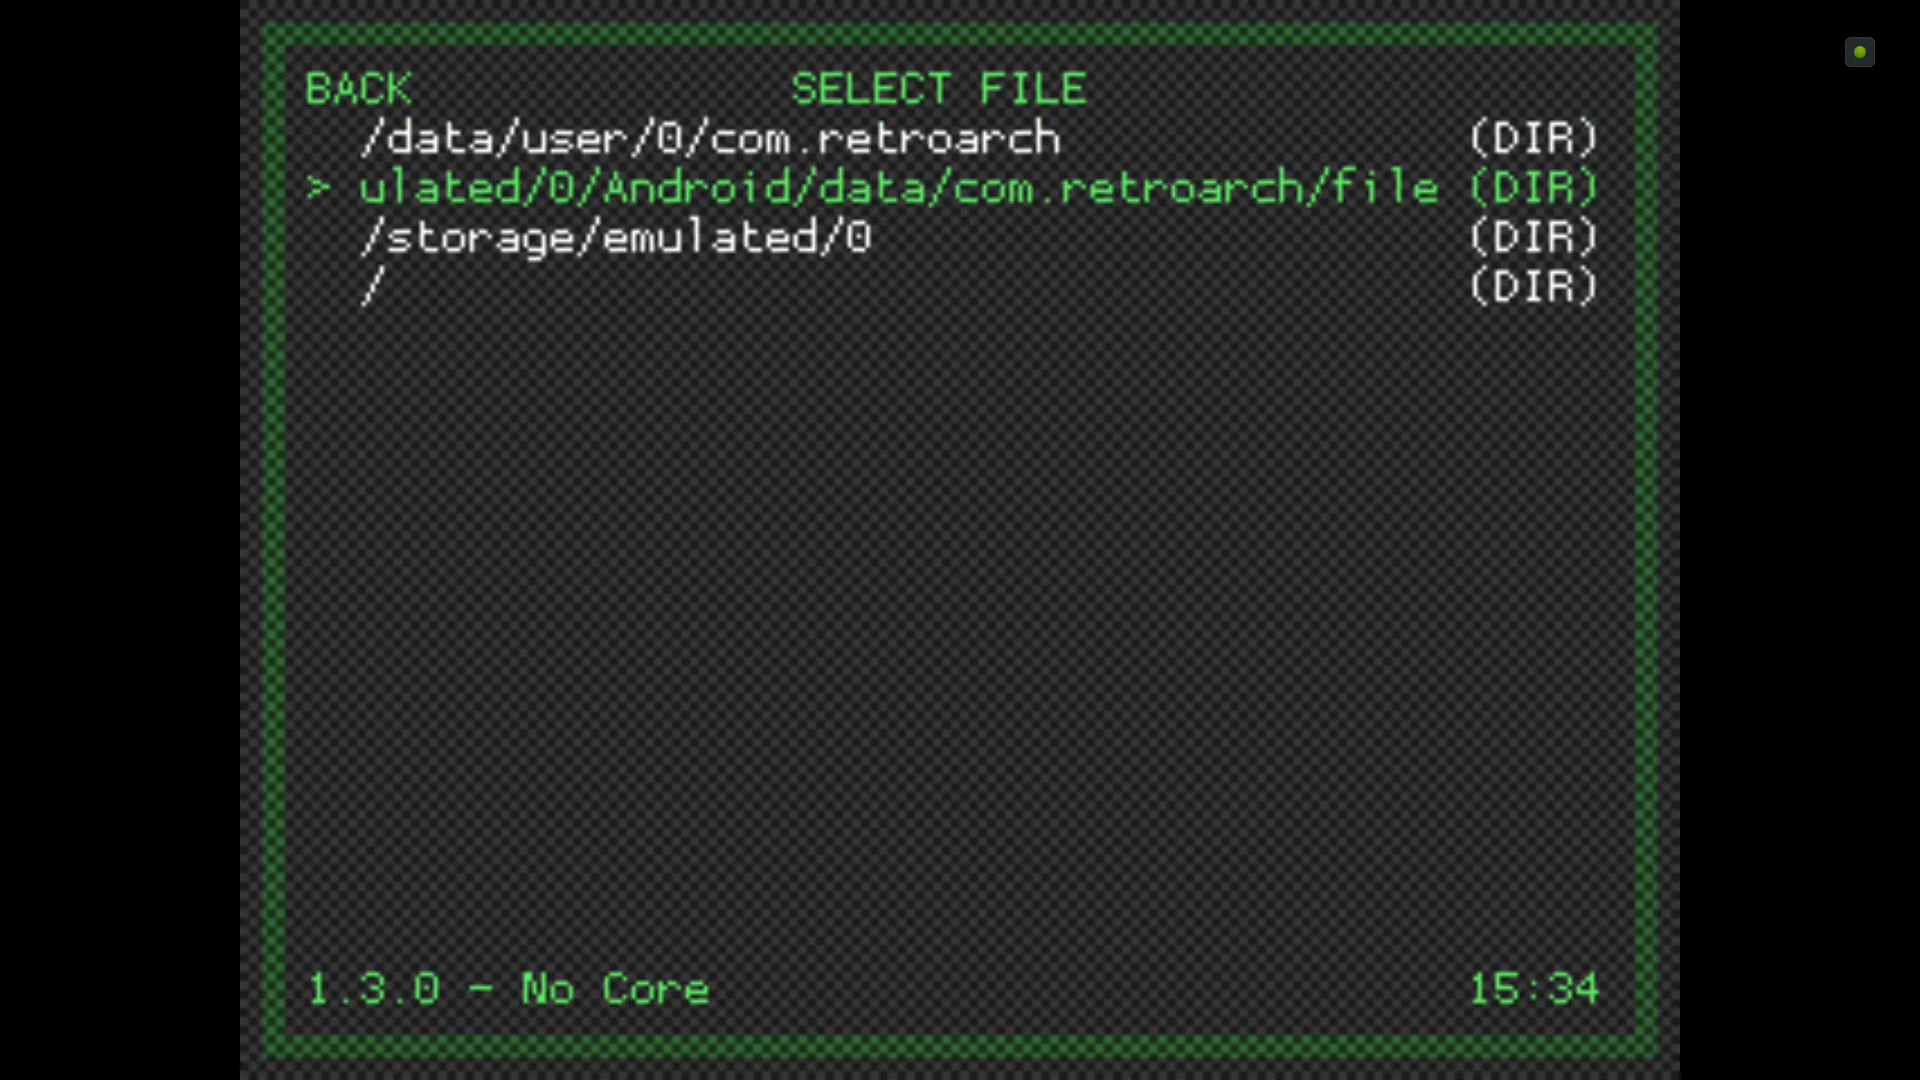 BACK SELECT FILE
/data/user/0/com.retroarch (DIR)
> ulated/0/Android/data/com.retroarch/file (DIR)
/storage/emulated/0 (DIR)
/ (DIR)
1.3.0 - No Core 15:34